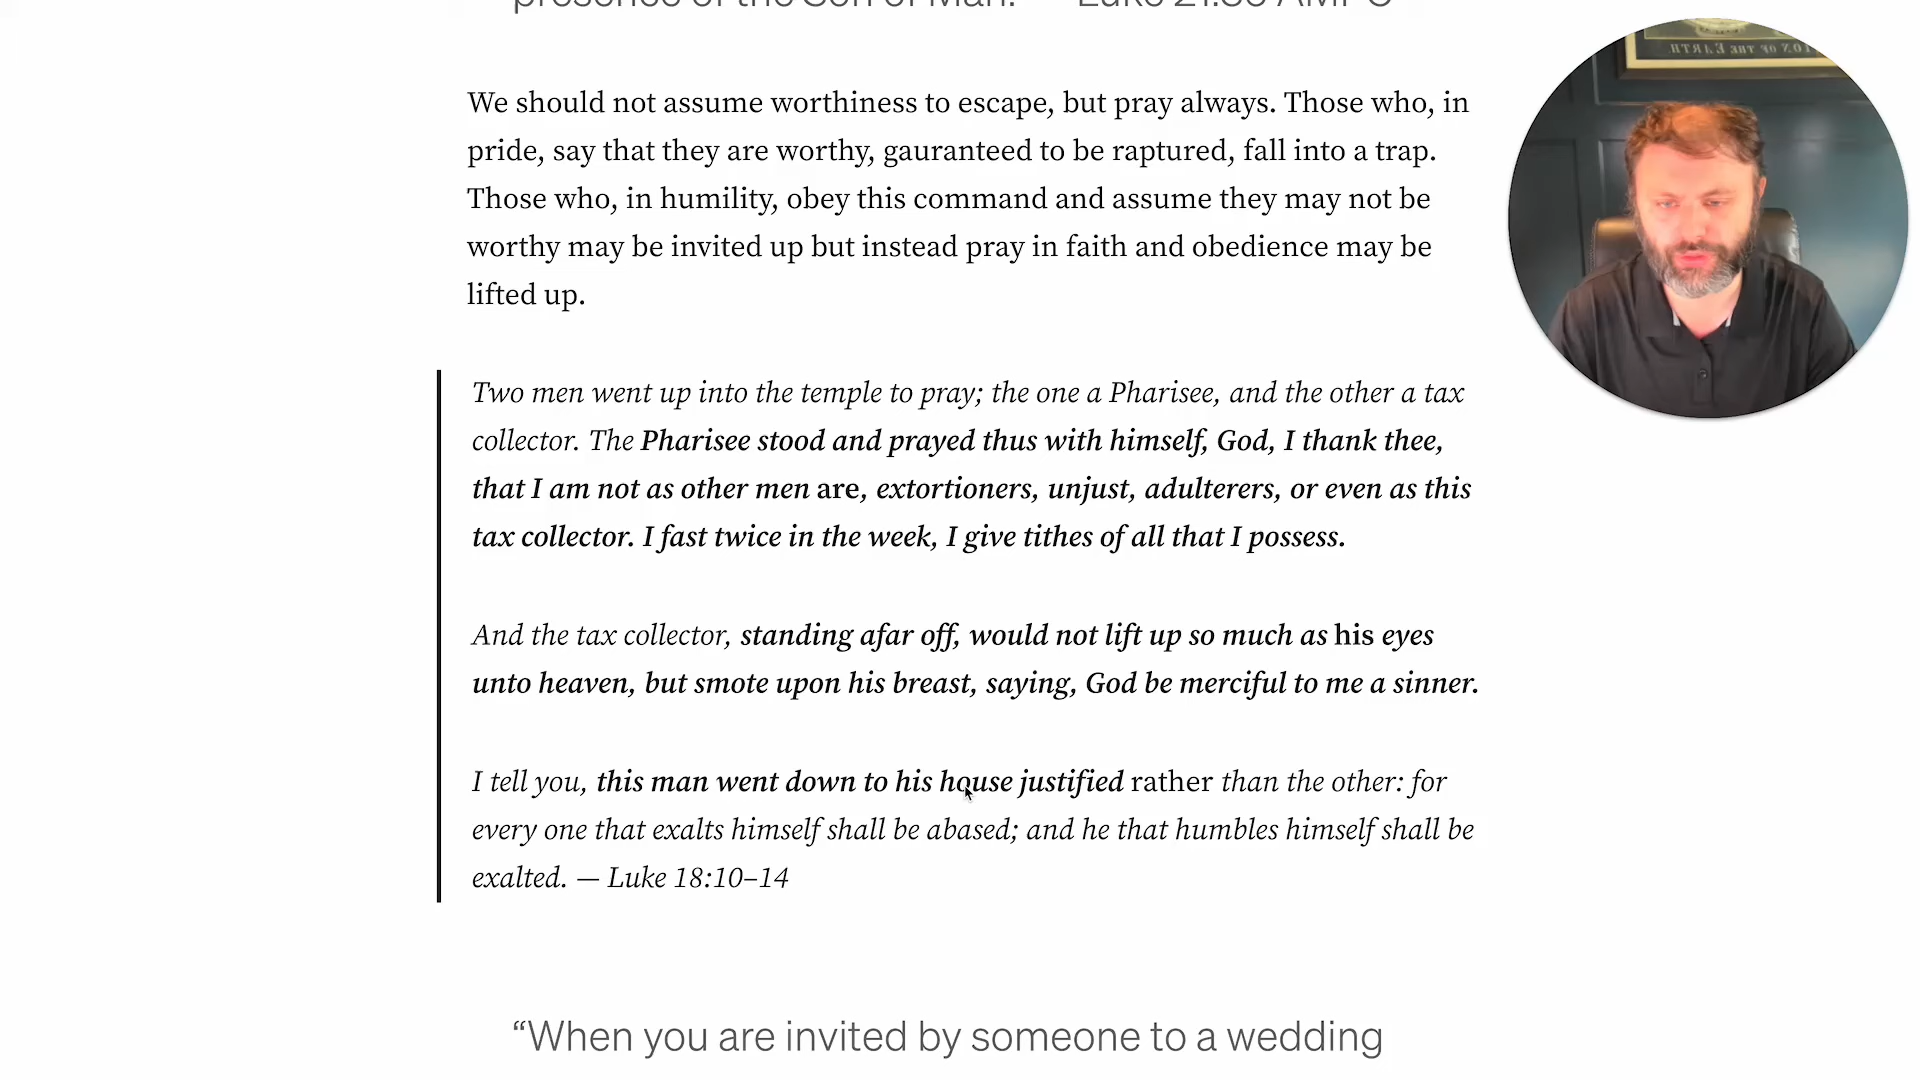 We should not assume worthiness to escape, but pray always. Those who, in
pride, say that they are worthy, gauranteed to be raptured, fall into a trap.
Those who, in humility, obey this command and assume they may not be
worthy may be invited up but instead pray in faith and obedience may be
lifted up.
Two men went up into the temple to pray; the one a Pharisee, and the other a tax
collector. The Pharisee stood and prayed thus with himself, God, I thank thee,
that I am not as other men are, extortioners, unjust, adulterers, or even as this
tax collector. I fast twice in the week, I give tithes of all that I possess.
And the tax collector, standing afar off, would not lift up so much as his eyes
unto heaven, but smote upon his breast, saying, God be merciful to me a sinner.
I tell you, this man went down to his house justified rather than the other: for
every one that exalts himself shall be abased; and he that humbles himself shall be
exalted. — Luke 18:10–14
“When you are invited by someone to a wedding